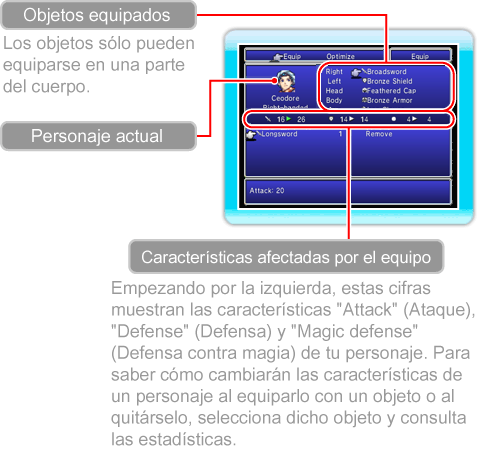 Objetos equipados
Los objetos sólo pueden
equiparse en una parte
del cuerpo.
Personaje actual
Equip Optimize Equip
Right Broadsword
Left Bronze Shield
Head Feathered Cap
Body Bronze Armor
Ceodore
Right-handed
16 26 14 14 4 4
Longsword 1 Remove
Attack: 20
Características afectadas por el equipo
Empezando por la izquierda, estas cifras
muestran las características "Attack" (Ataque),
"Defense" (Defensa) y "Magic defense"
(Defensa contra magia) de tu personaje. Para
saber cómo cambiarán las características de
un personaje al equiparlo con un objeto o al
quitárselo, selecciona dicho objeto y consulta
las estadísticas.